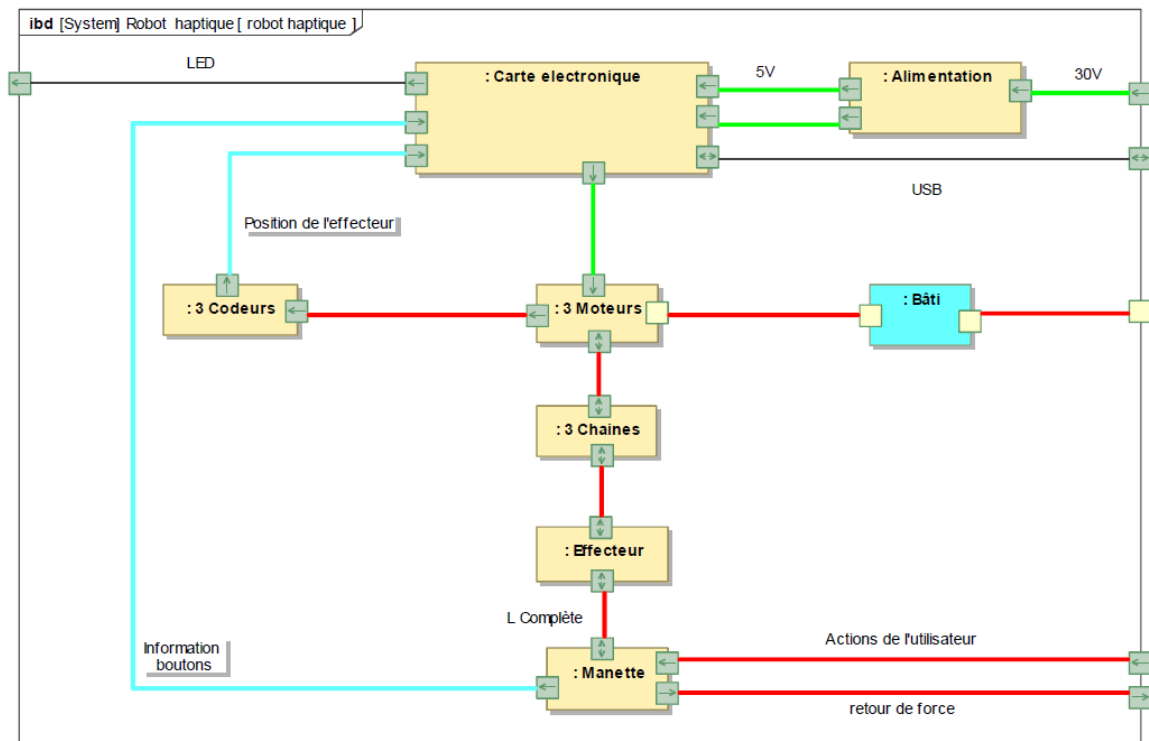 ibd [System] Robot haptique [ robot haptique ]
LED
: Carte electronique
5V
: Alimentation
30V
USB
Position de l'effecteur
: 3 Codeurs
: 3 Moteurs
: Bâti
: 3 Chaines
: Effecteur
L Complète
Information
boutons
: Manette
Actions de l'utilisateur
retour de force